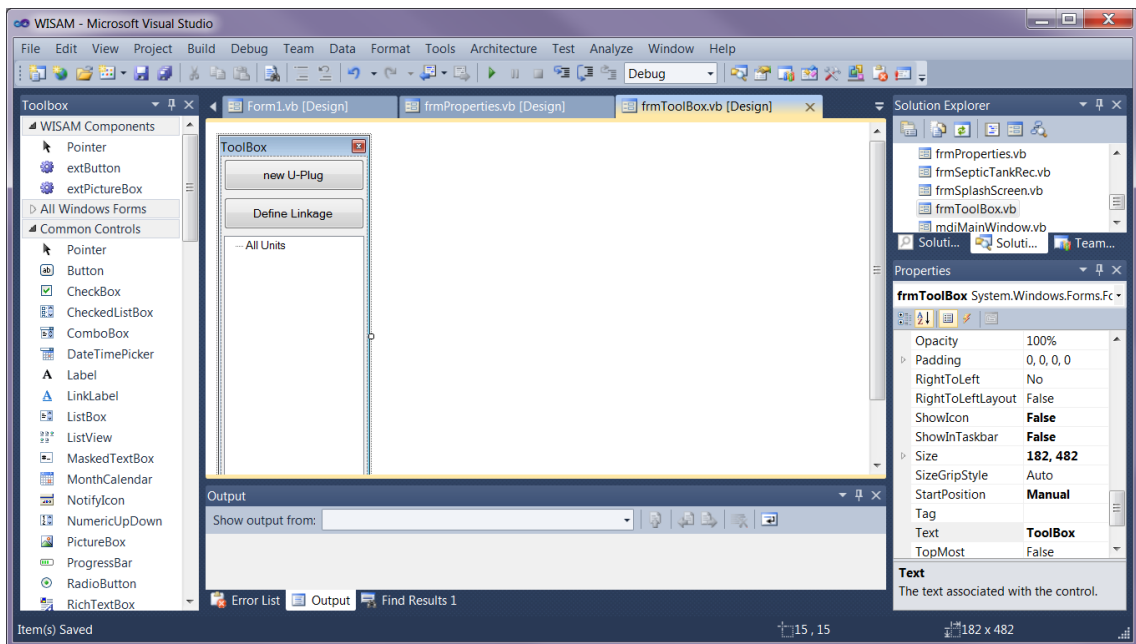 WISAM - Microsoft Visual Studio
File Edit View Project Build Debug Team Data Format Tools Architecture Test Analyze Window Help
Debug
Toolbox
WISAM Components
Pointer
extButton
extPictureBox
All Windows Forms
Common Controls
Pointer
Button
CheckBox
CheckedListBox
ComboBox
DateTimePicker
Label
LinkLabel
ListBox
ListView
MaskedTextBox
MonthCalendar
NotifyIcon
NumericUpDown
PictureBox
ProgressBar
RadioButton
RichTextBox
Form1.vb [Design] frmProperties.vb [Design] frmToolBox.vb [Design]
ToolBox
new U-Plug
Define Linkage
All Units
Output
Show output from:
Error List Output Find Results 1
Solution Explorer
frmProperties.vb
frmSepticTankRec.vb
frmSplashScreen.vb
frmToolBox.vb
mdiMainWindow.vb
Soluti... Soluti... Team...
Properties
frmToolBox System.Windows.Forms.Fc
Opacity 100%
Padding 0, 0, 0, 0
RightToLeft No
RightToLeftLayout False
ShowIcon False
ShowInTaskbar False
Size 182, 482
SizeGripStyle Auto
StartPosition Manual
Tag
Text ToolBox
TopMost False
Text
The text associated with the control.
Item(s) Saved 15 , 15 182 x 482